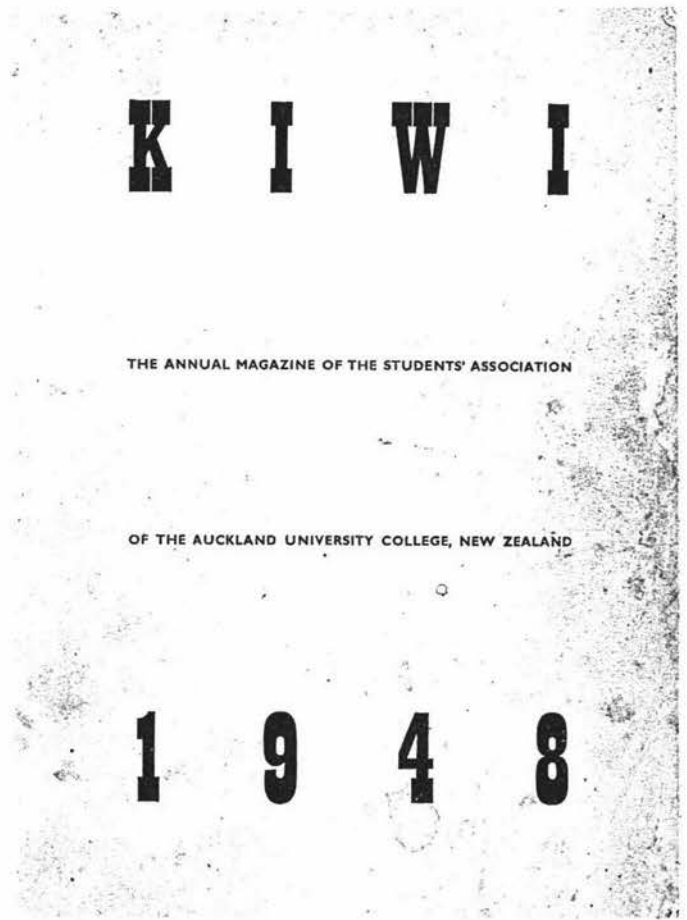 K I W I
THE ANNUAL MAGAZINE OF THE STUDENTS' ASSOCIATION
OF THE AUCKLAND UNIVERSITY COLLEGE, NEW ZEALAND
1 9 4 8